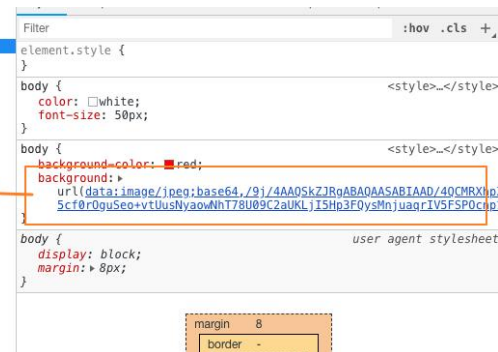 Filter :hov .cls +
element.style {
}
body { <style>…</style>
color: white;
font-size: 50px;
}
body { <style>…</style>
background-color: red;
background:
url(data:image/jpeg;base64,/9j/4AAQSkZJRgABAQAASABIAAD/4QCMRXhp
5cf0rOguSeo+vtUusNyaowNhT78U09C2aUKLjI5Hp3FQysMnjuaqrIV5FSPOcnp
}
body { user agent stylesheet
display: block;
margin: 8px;
}
margin 8
border -